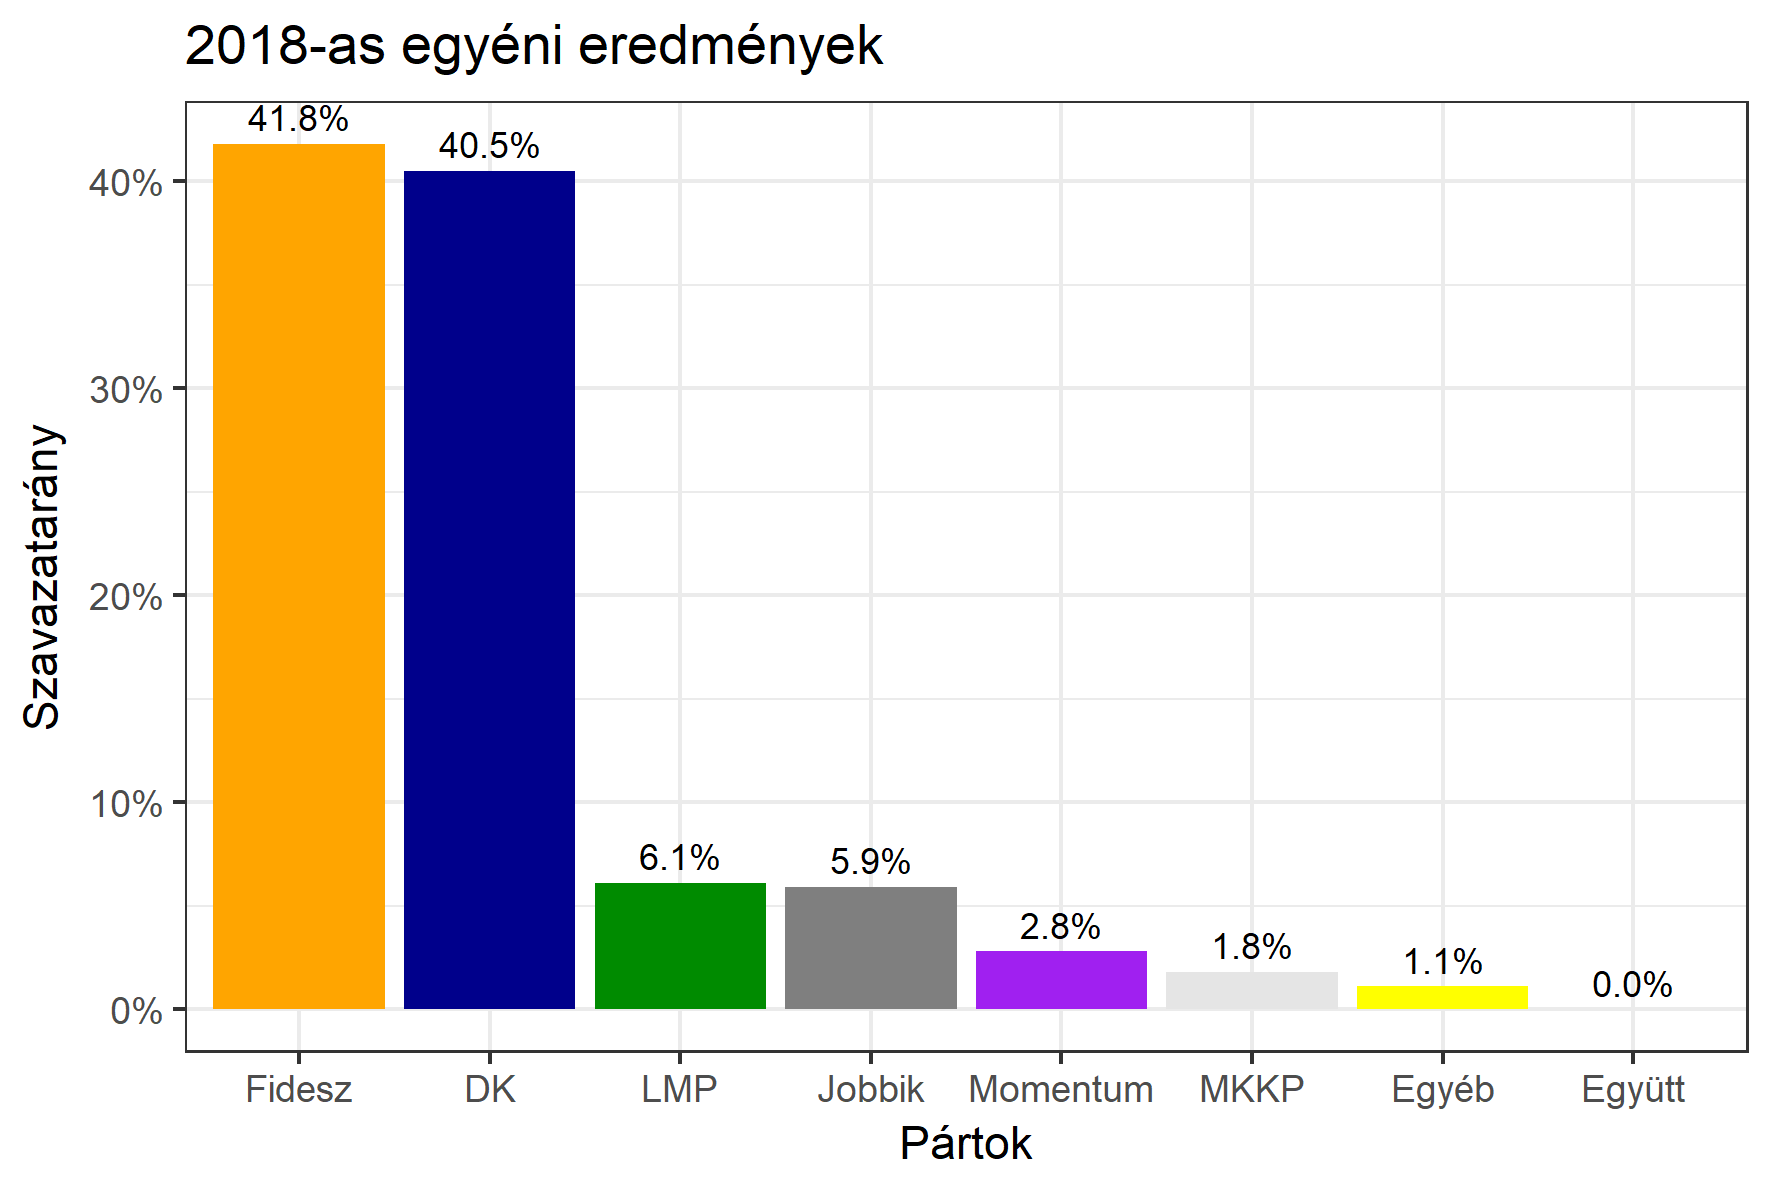 2018-as egyéni eredmények
Szavazatarány
40%
30%
20%
10%
0%
41.8%
40.5%
6.1%
5.9%
2.8%
1.8%
1.1%
0.0%
Fidesz
DK
LMP
Jobbik
Momentum
MKKP
Egyéb
Együtt
Pártok